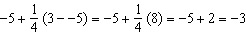 −5 + 1/4 (3 − −5) = −5 + 1/4 (8) = −5 + 2 = −3